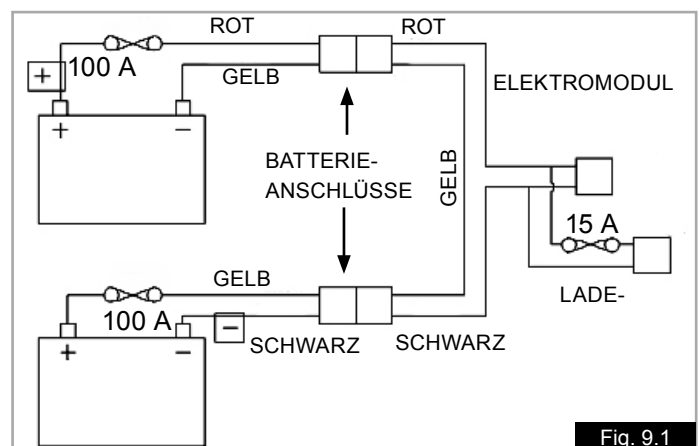 ROT
ROT
+
100 A
GELB
ELEKTROMODUL
+ −
BATTERIE-
ANSCHLÜSSE
GELB
15 A
GELB
LADE-
100 A
−
SCHWARZ
SCHWARZ
+ −
Fig. 9.1